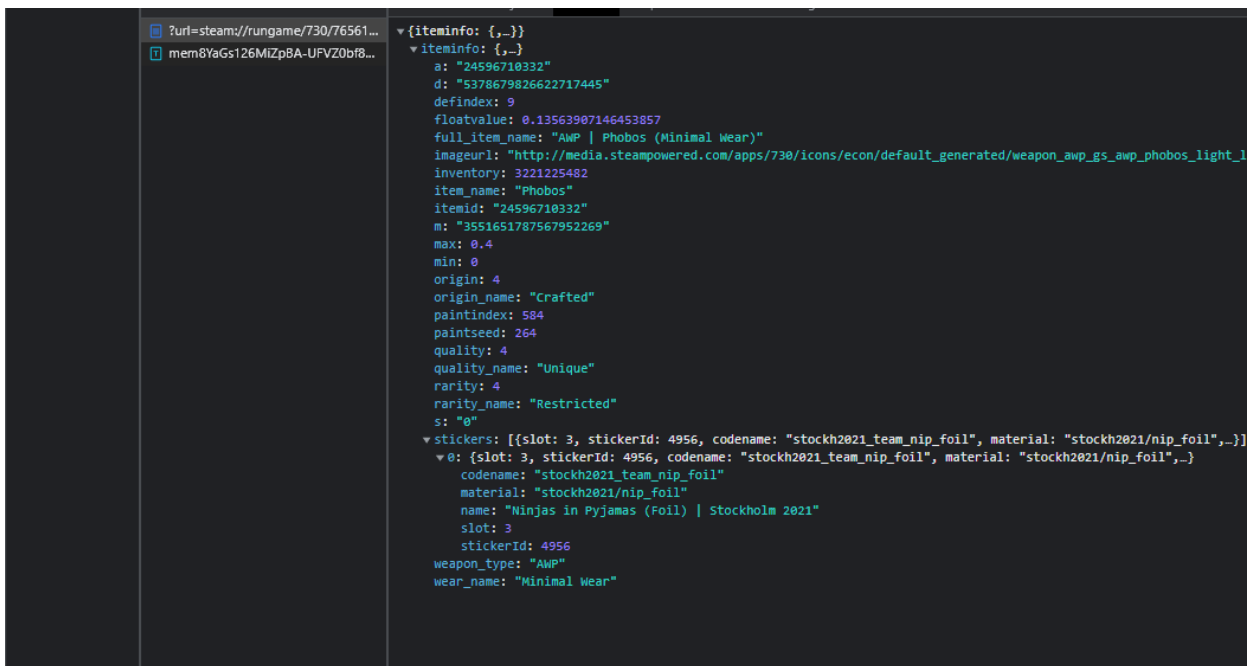 ?url=steam://rungame/730/76561...
mem8YaGs126MiZpBA-UFVZ0bf8...
{iteminfo: {,…}}
iteminfo: {,…}
a: "24596710332"
d: "5378679826622717445"
defindex: 9
floatvalue: 0.13563907146453857
full_item_name: "AWP | Phobos (Minimal Wear)"
imageurl: "http://media.steampowered.com/apps/730/icons/econ/default_generated/weapon_awp_gs_awp_phobos_light_l
inventory: 3221225482
item_name: "Phobos"
itemid: "24596710332"
m: "3551651787567952269"
max: 0.4
min: 0
origin: 4
origin_name: "Crafted"
paintindex: 584
paintseed: 264
quality: 4
quality_name: "Unique"
rarity: 4
rarity_name: "Restricted"
s: "0"
stickers: [{slot: 3, stickerId: 4956, codename: "stockh2021_team_nip_foil", material: "stockh2021/nip_foil",…}]
0: {slot: 3, stickerId: 4956, codename: "stockh2021_team_nip_foil", material: "stockh2021/nip_foil",…}
codename: "stockh2021_team_nip_foil"
material: "stockh2021/nip_foil"
name: "Ninjas in Pyjamas (Foil) | Stockholm 2021"
slot: 3
stickerId: 4956
weapon_type: "AWP"
wear_name: "Minimal Wear"